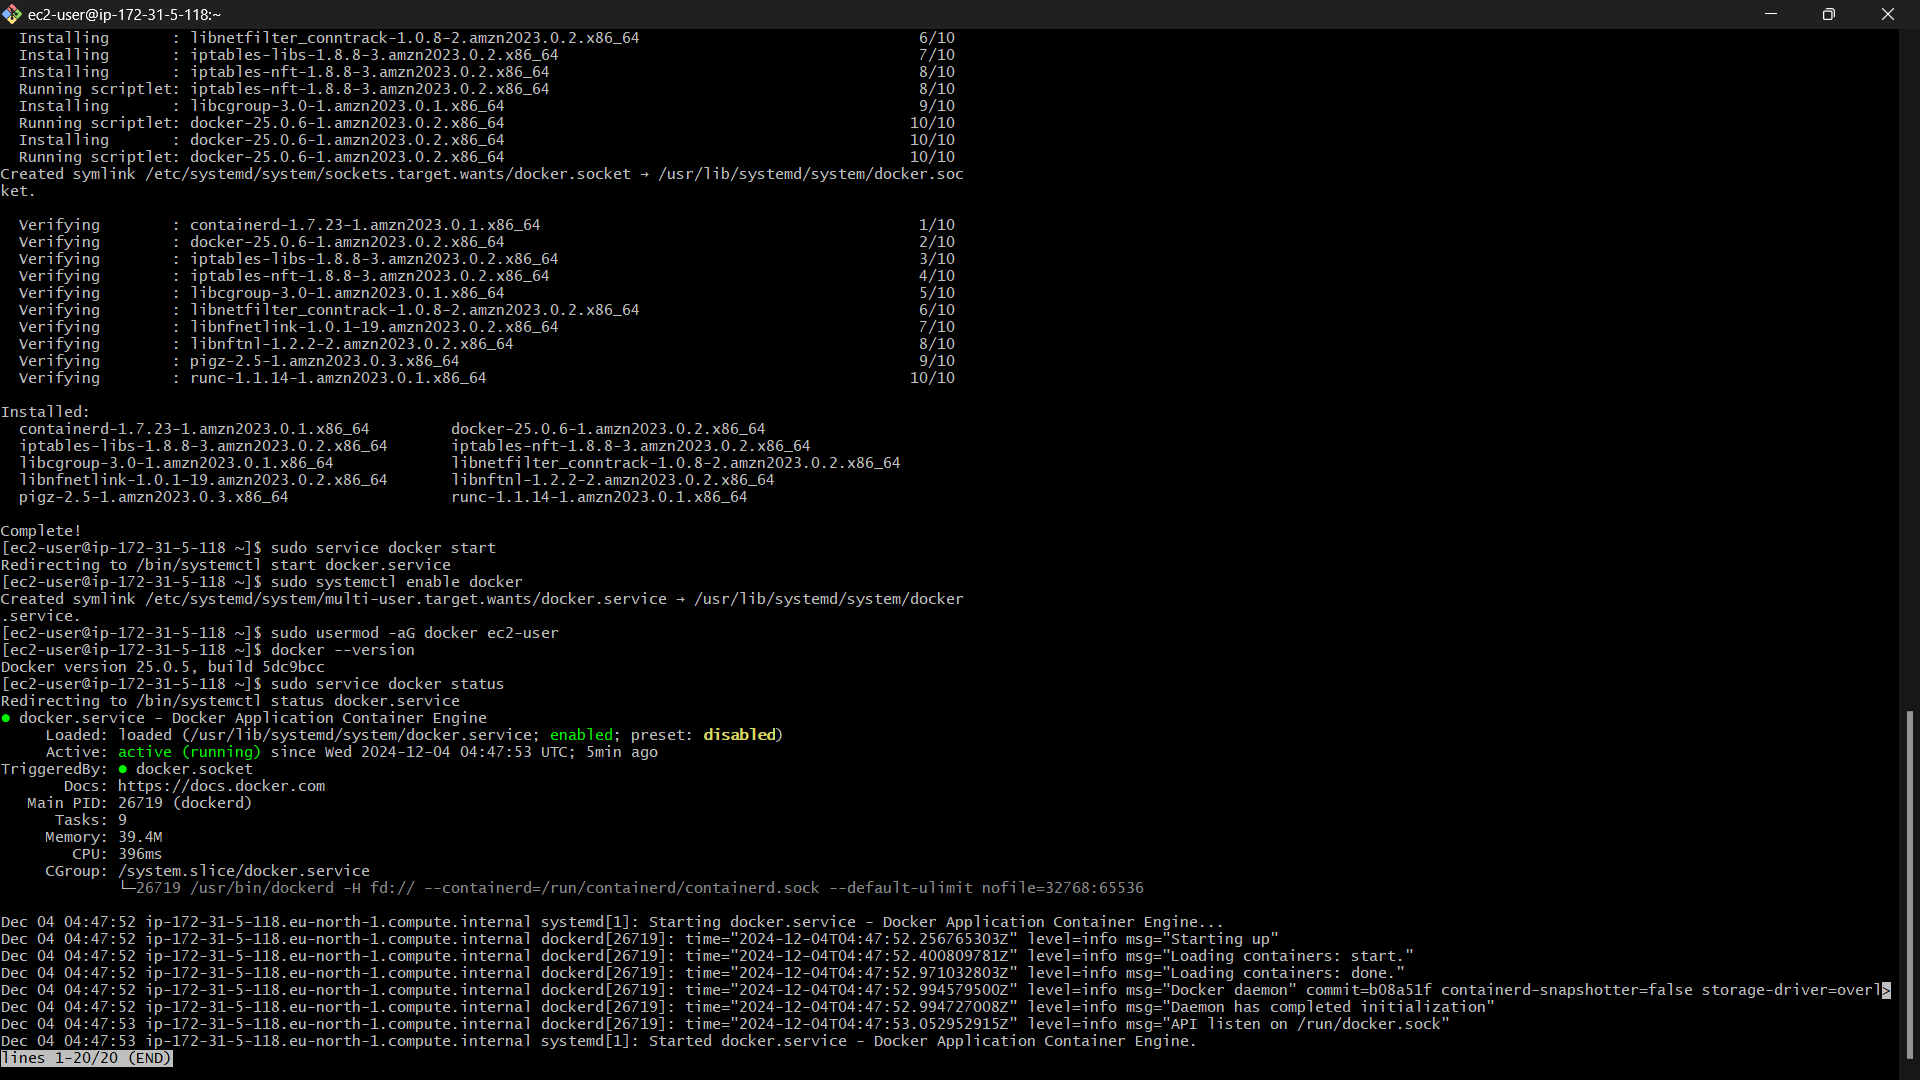 ec2-user@ip-172-31-5-118:~
  Installing       : libnetfilter_conntrack-1.0.8-2.amzn2023.0.2.x86_64                               6/10
  Installing       : iptables-libs-1.8.8-3.amzn2023.0.2.x86_64                                        7/10
  Installing       : iptables-nft-1.8.8-3.amzn2023.0.2.x86_64                                         8/10
  Running scriptlet: iptables-nft-1.8.8-3.amzn2023.0.2.x86_64                                         8/10
  Installing       : libcgroup-3.0-1.amzn2023.0.1.x86_64                                              9/10
  Running scriptlet: docker-25.0.6-1.amzn2023.0.2.x86_64                                             10/10
  Installing       : docker-25.0.6-1.amzn2023.0.2.x86_64                                             10/10
  Running scriptlet: docker-25.0.6-1.amzn2023.0.2.x86_64                                             10/10
Created symlink /etc/systemd/system/sockets.target.wants/docker.socket → /usr/lib/systemd/system/docker.soc
ket.
  Verifying        : containerd-1.7.23-1.amzn2023.0.1.x86_64                                          1/10
  Verifying        : docker-25.0.6-1.amzn2023.0.2.x86_64                                              2/10
  Verifying        : iptables-libs-1.8.8-3.amzn2023.0.2.x86_64                                        3/10
  Verifying        : iptables-nft-1.8.8-3.amzn2023.0.2.x86_64                                         4/10
  Verifying        : libcgroup-3.0-1.amzn2023.0.1.x86_64                                              5/10
  Verifying        : libnetfilter_conntrack-1.0.8-2.amzn2023.0.2.x86_64                               6/10
  Verifying        : libnfnetlink-1.0.1-19.amzn2023.0.2.x86_64                                        7/10
  Verifying        : libnftnl-1.2.2-2.amzn2023.0.2.x86_64                                             8/10
  Verifying        : pigz-2.5-1.amzn2023.0.3.x86_64                                                   9/10
  Verifying        : runc-1.1.14-1.amzn2023.0.1.x86_64                                               10/10
Installed:
  containerd-1.7.23-1.amzn2023.0.1.x86_64         docker-25.0.6-1.amzn2023.0.2.x86_64
  iptables-libs-1.8.8-3.amzn2023.0.2.x86_64       iptables-nft-1.8.8-3.amzn2023.0.2.x86_64
  libcgroup-3.0-1.amzn2023.0.1.x86_64             libnetfilter_conntrack-1.0.8-2.amzn2023.0.2.x86_64
  libnfnetlink-1.0.1-19.amzn2023.0.2.x86_64       libnftnl-1.2.2-2.amzn2023.0.2.x86_64
  pigz-2.5-1.amzn2023.0.3.x86_64                  runc-1.1.14-1.amzn2023.0.1.x86_64
Complete!
[ec2-user@ip-172-31-5-118 ~]$ sudo service docker start
Redirecting to /bin/systemctl start docker.service
[ec2-user@ip-172-31-5-118 ~]$ sudo systemctl enable docker
Created symlink /etc/systemd/system/multi-user.target.wants/docker.service → /usr/lib/systemd/system/docker
.service.
[ec2-user@ip-172-31-5-118 ~]$ sudo usermod -aG docker ec2-user
[ec2-user@ip-172-31-5-118 ~]$ docker --version
Docker version 25.0.5, build 5dc9bcc
[ec2-user@ip-172-31-5-118 ~]$ sudo service docker status
Redirecting to /bin/systemctl status docker.service
● docker.service - Docker Application Container Engine
     Loaded: loaded (/usr/lib/systemd/system/docker.service; enabled; preset: disabled)
     Active: active (running) since Wed 2024-12-04 04:47:53 UTC; 5min ago
TriggeredBy: ● docker.socket
       Docs: https://docs.docker.com
   Main PID: 26719 (dockerd)
      Tasks: 9
     Memory: 39.4M
        CPU: 396ms
     CGroup: /system.slice/docker.service
             └─26719 /usr/bin/dockerd -H fd:// --containerd=/run/containerd/containerd.sock --default-ulimit nofile=32768:65536
Dec 04 04:47:52 ip-172-31-5-118.eu-north-1.compute.internal systemd[1]: Starting docker.service - Docker Application Container Engine...
Dec 04 04:47:52 ip-172-31-5-118.eu-north-1.compute.internal dockerd[26719]: time="2024-12-04T04:47:52.256765303Z" level=info msg="Starting up"
Dec 04 04:47:52 ip-172-31-5-118.eu-north-1.compute.internal dockerd[26719]: time="2024-12-04T04:47:52.400809781Z" level=info msg="Loading containers: start."
Dec 04 04:47:52 ip-172-31-5-118.eu-north-1.compute.internal dockerd[26719]: time="2024-12-04T04:47:52.971032803Z" level=info msg="Loading containers: done."
Dec 04 04:47:52 ip-172-31-5-118.eu-north-1.compute.internal dockerd[26719]: time="2024-12-04T04:47:52.994579500Z" level=info msg="Docker daemon" commit=b08a51f containerd-snapshotter=false storage-driver=overl>
Dec 04 04:47:52 ip-172-31-5-118.eu-north-1.compute.internal dockerd[26719]: time="2024-12-04T04:47:52.994727008Z" level=info msg="Daemon has completed initialization"
Dec 04 04:47:53 ip-172-31-5-118.eu-north-1.compute.internal dockerd[26719]: time="2024-12-04T04:47:53.052952915Z" level=info msg="API listen on /run/docker.sock"
Dec 04 04:47:53 ip-172-31-5-118.eu-north-1.compute.internal systemd[1]: Started docker.service - Docker Application Container Engine.
lines 1-20/20 (END)